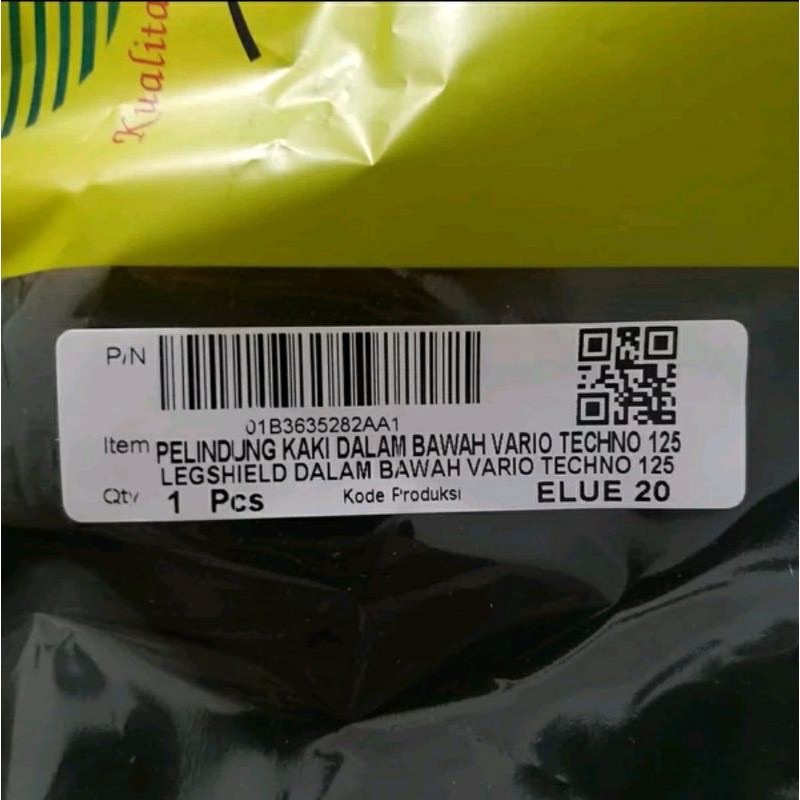 Kualita
P/N
01B3635282AA1
Item PELINDUNG KAKI DALAM BAWAH VARIO TECHNO 125
LEGSHIELD DALAM BAWAH VARIO TECHNO 125
Qty 1 Pcs Kode Produksi ELUE 20